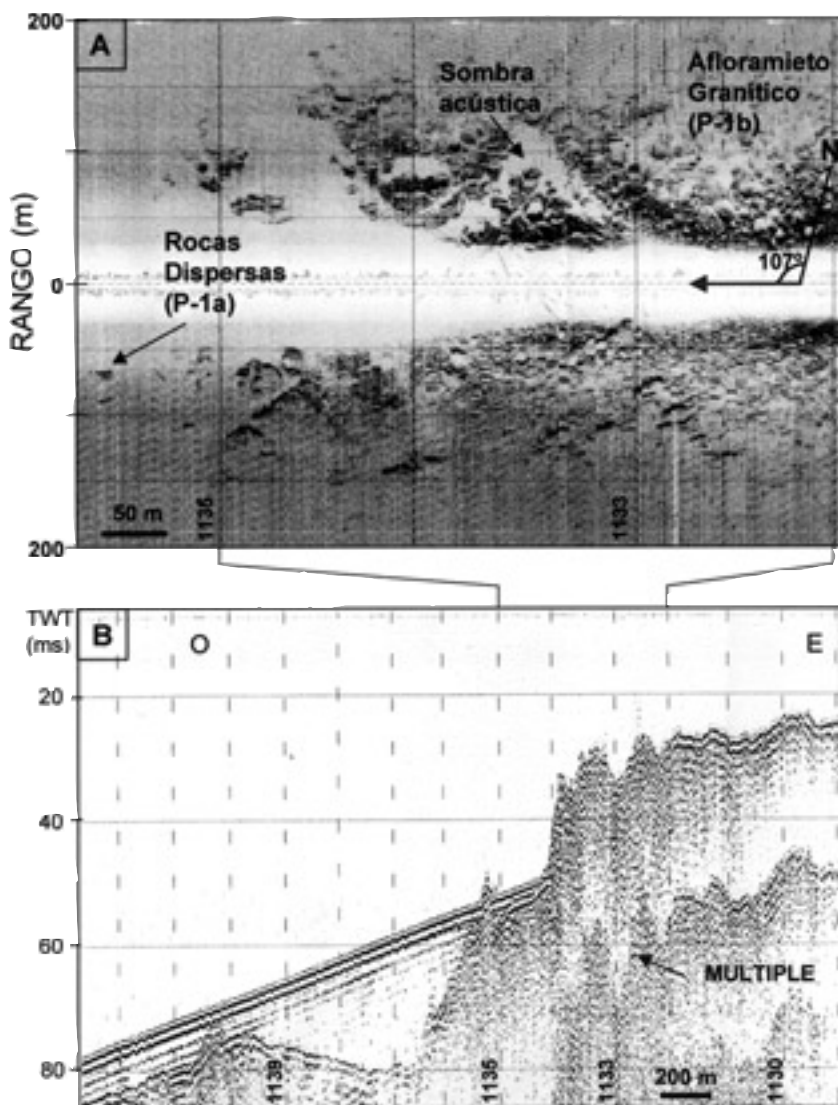 200
A
Sombra
acústica
Afloramieto
Granítico
(P-1b)
N
Rocas
Dispersas
(P-1a)
107º
RANGO (m)
0
50 m
1135
1133
200
TWT
(ms)
B
O
E
20
40
60
MULTIPLE
80
1139
1135
1133
200 m
1130